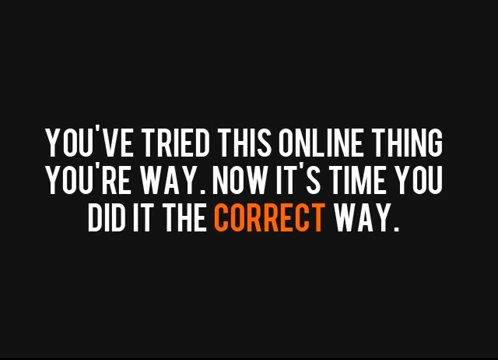 YOU'VE TRIED THIS ONLINE THING
YOU'RE WAY. NOW IT'S TIME YOU
DID IT THE CORRECT WAY.